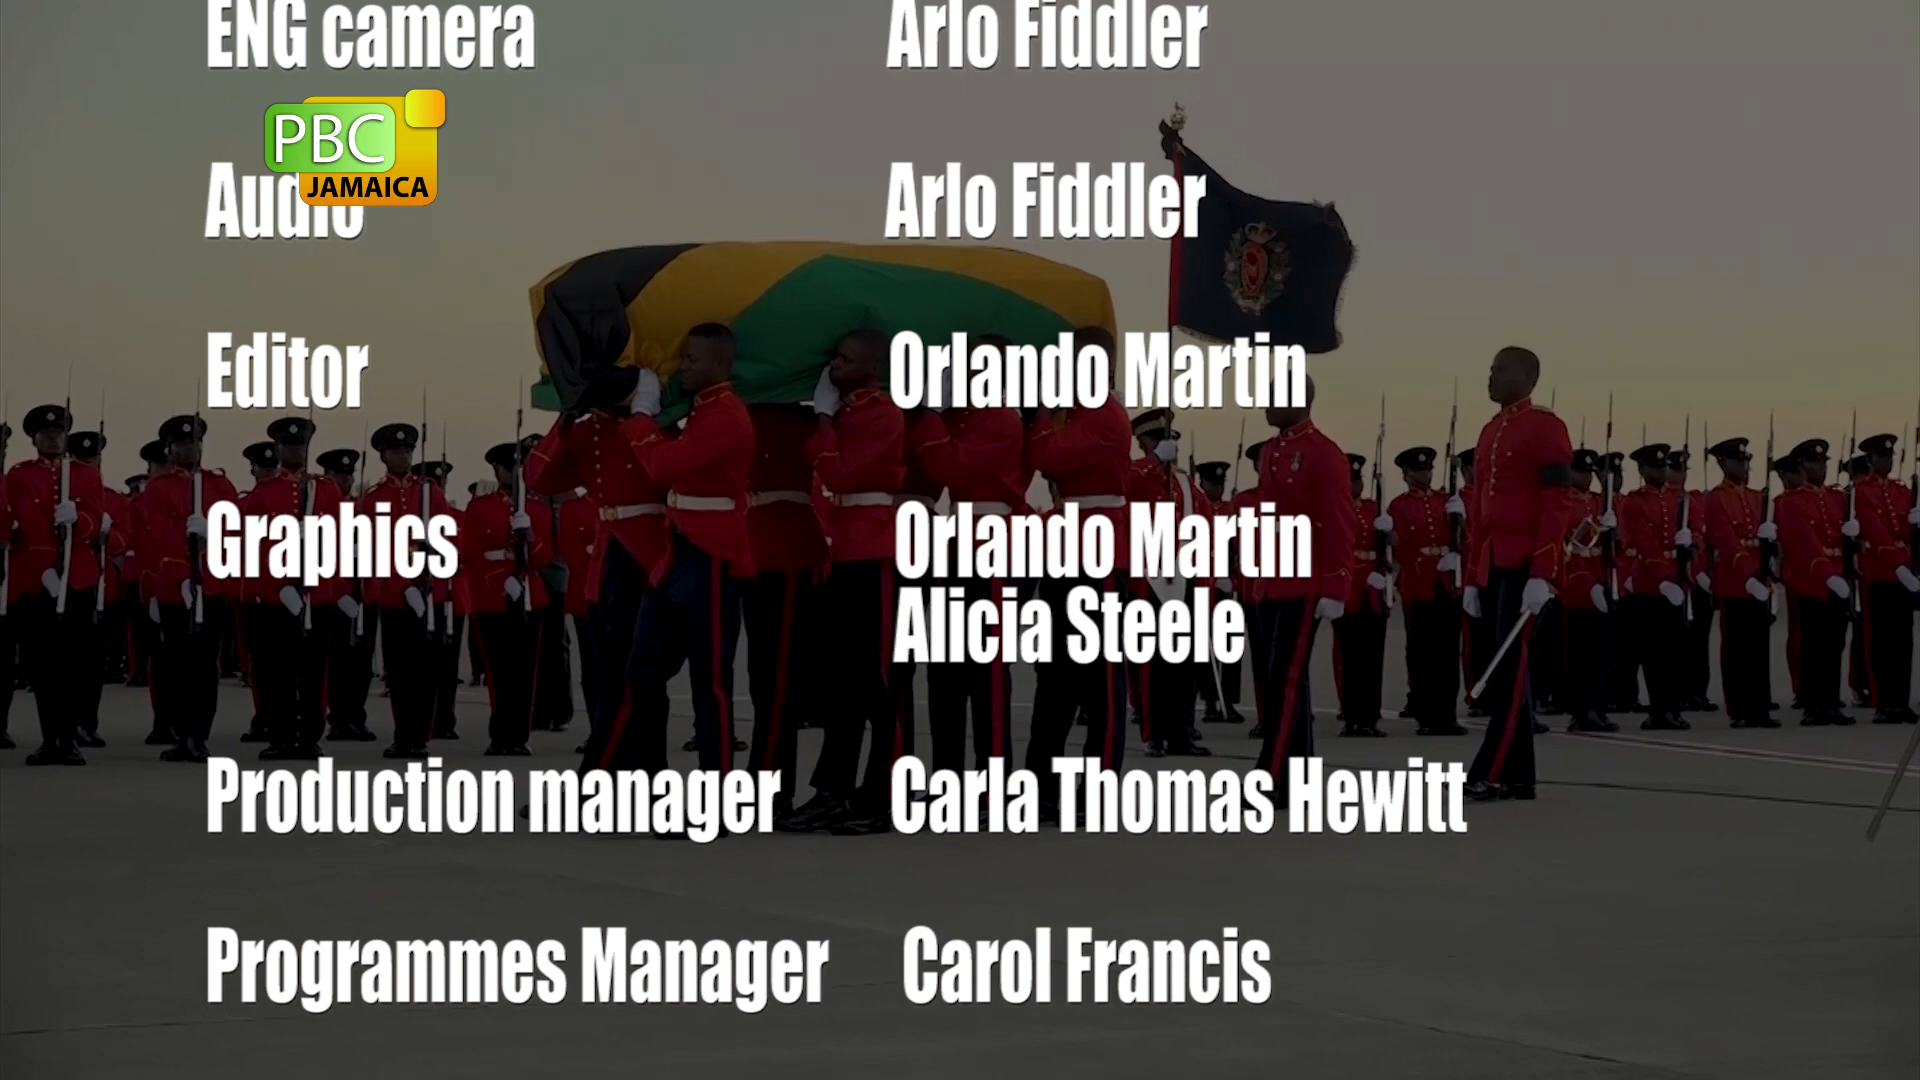 ENG camera Arlo Fiddler
PBC
JAMAICA
Audio Arlo Fiddler
Editor Orlando Martin
Graphics Orlando Martin
Alicia Steele
Production manager Carla Thomas Hewitt
Programmes Manager Carol Francis